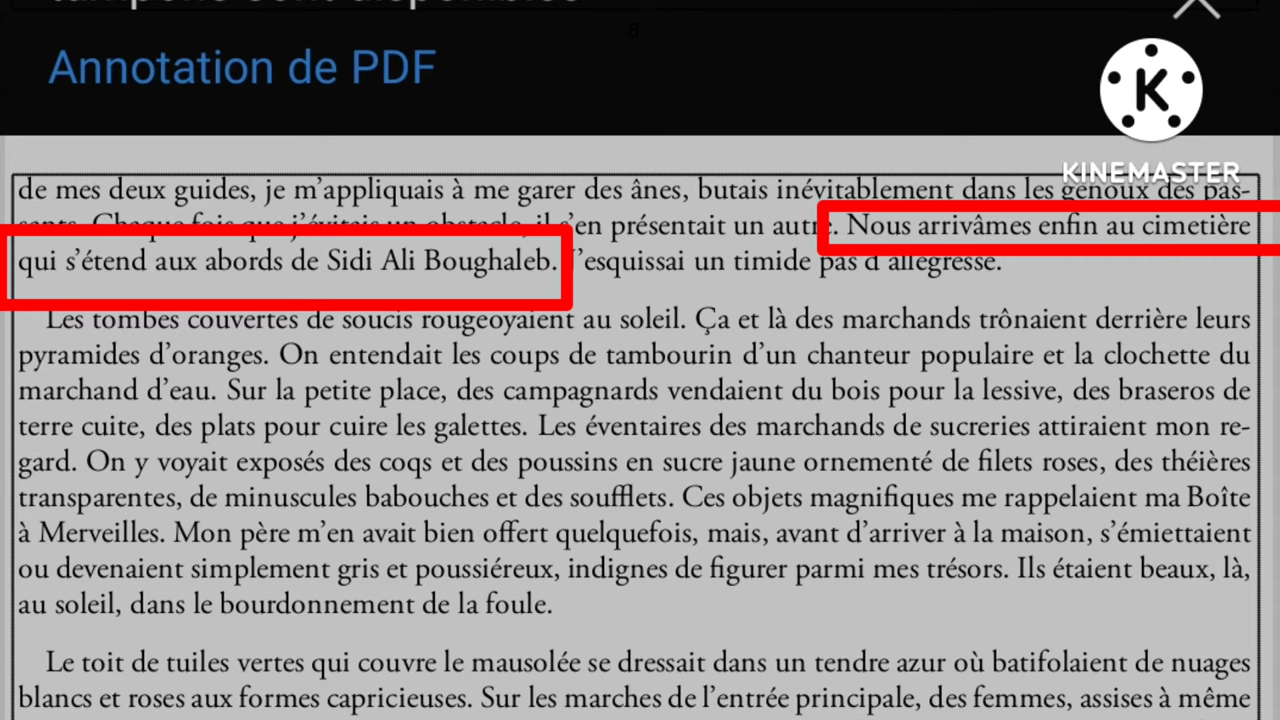 Annotation de PDF
K
KINEMASTER
de mes deux guides, je m'appliquais à me garer des ânes, butais inévitablement dans les genoux des pas-
sants. Chaque fois que j'évitais un obstacle, il s'en présentait un autre. Nous arrivâmes enfin au cimetière
qui s'étend aux abords de Sidi Ali Boughaleb. J'esquissai un timide pas d'allégresse.
Les tombes couvertes de soucis rougeoyaient au soleil. Ça et là des marchands trônaient derrière leurs
pyramides d'oranges. On entendait les coups de tambourin d'un chanteur populaire et la clochette du
marchand d'eau. Sur la petite place, des campagnards vendaient du bois pour la lessive, des braseros de
terre cuite, des plats pour cuire les galettes. Les éventaires des marchands de sucreries attiraient mon re-
gard. On y voyait exposés des coqs et des poussins en sucre jaune ornementé de filets roses, des théières
transparentes, de minuscules babouches et des soufflets. Ces objets magnifiques me rappelaient ma Boîte
à Merveilles. Mon père m'en avait bien offert quelquefois, mais, avant d'arriver à la maison, s'émiettaient
ou devenaient simplement gris et poussiéreux, indignes de figurer parmi mes trésors. Ils étaient beaux, là,
au soleil, dans le bourdonnement de la foule.
Le toit de tuiles vertes qui couvre le mausolée se dressait dans un tendre azur où batifolaient de nuages
blancs et roses aux formes capricieuses. Sur les marches de l'entrée principale, des femmes, assises à même